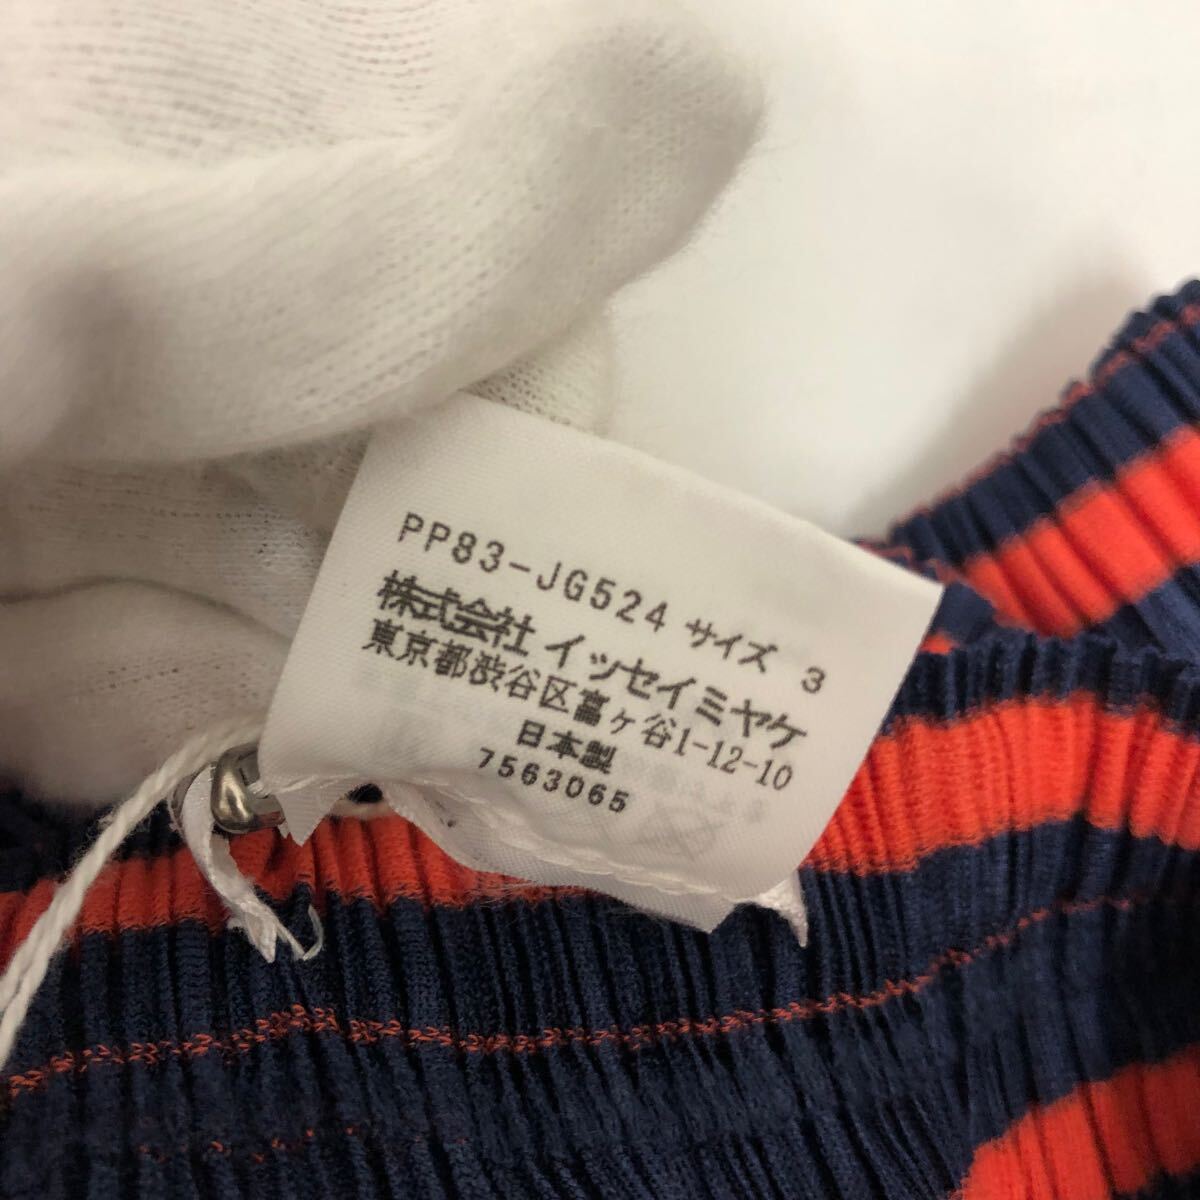 PP83-JG524 サイズ 3
株式会社 イッセイミヤケ
東京都渋谷区富ヶ谷1-12-10
日本製
7563065